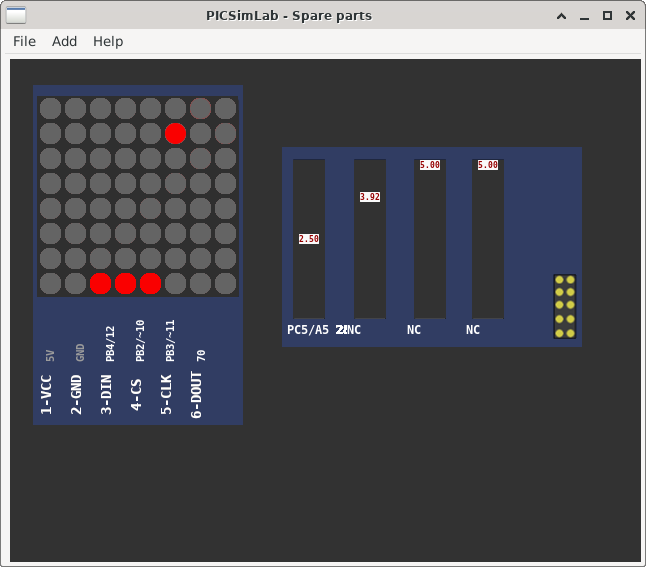 PICSimLab - Spare parts
File Add Help
5.00 5.00
3.92
2.50
PC5/A5 NC NC NC
5V GND PB4/12 PB2/~10 PB3/~11 70
1-VCC 2-GND 3-DIN 4-CS 5-CLK 6-DOUT